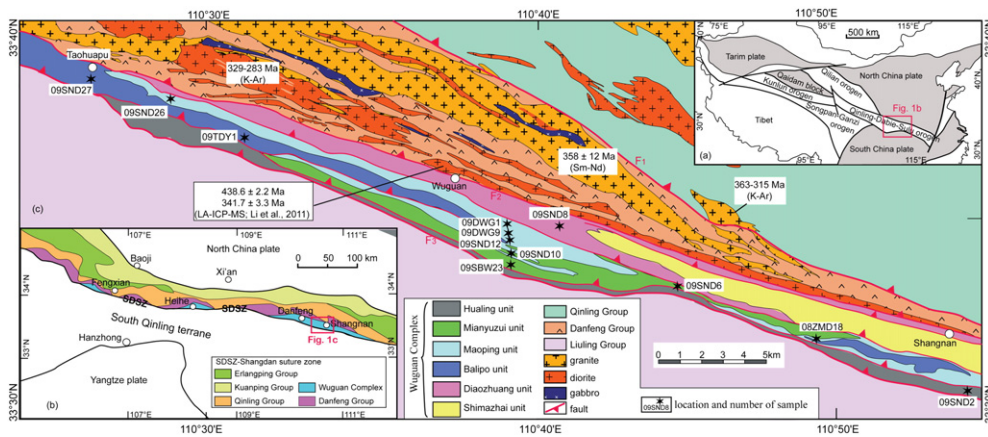 110°30′E
110°40′E
110°50′E
33°40′N
33°30′N
Taohuapu
09SND27
09SND26
09TDY1
329-283 Ma
(K-Ar)
358 ± 12 Ma
(Sm-Nd)
F1
F2
F3
363-315 Ma
(K-Ar)
438.6 ± 2.2 Ma
341.7 ± 3.3 Ma
(LA-ICP-MS; Li et al., 2011)
Wuguan
09DWG1
09DWG9
09SND12
09SND8
09SND10
09SBW23
09SND6
08ZMD18
Shangnan
09SND2
(c)
75°E
115°E
500 km
40°N
Tarim plate
North China plate
Qilian orogen
Qaidam block
Kunlun orogen
Songpan-Ganzi
orogen
Qinling-Dabie-Sulu orogen
Fig. 1b
30°N
Tibet
South China plate
(a)
95°E
115°E
30°N
107°E
109°E
111°E
0 50 100 km
North China plate
Baoji
Xi'an
34°N
Fengxian
SDSZ
Heihe
SDSZ
Danfeng
Shangnan
South Qinling terrane
Fig. 1c
Hanzhong
33°N
Yangtze plate
SDSZ-Shangdan suture zone
Erlangping Group
Kuanping Group
Wuguan Complex
Qinling Group
Danfeng Group
(b)
107°E
109°E
111°E
Wuguan Complex
Hualing unit
Mianyuzui unit
Maoping unit
Balipo unit
Diaozhuang unit
Shimazhai unit
Qinling Group
Danfeng Group
Liuling Group
granite
diorite
gabbro
fault
0 1 2 3 4 5km
09SND8
location and number of sample
110°30′E
110°40′E
110°50′E